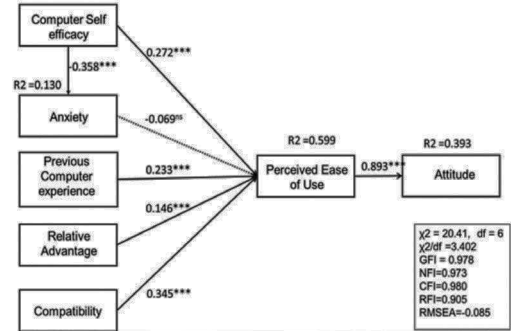 Computer Self
efficacy
0.272***
-0.358***
R2 =0.130
Anxiety
-0.069ns
R2 =0.599
R2 =0.393
Previous
Computer
experience
0.233***
Perceived Ease
of Use
0.893***
Attitude
0.146***
Relative
Advantage
0.345***
Compatibility
χ2 = 20.41, df = 6
χ2/df =3.402
GFI = 0.978
NFI=0.973
CFI=0.980
RFI=0.905
RMSEA=-0.085